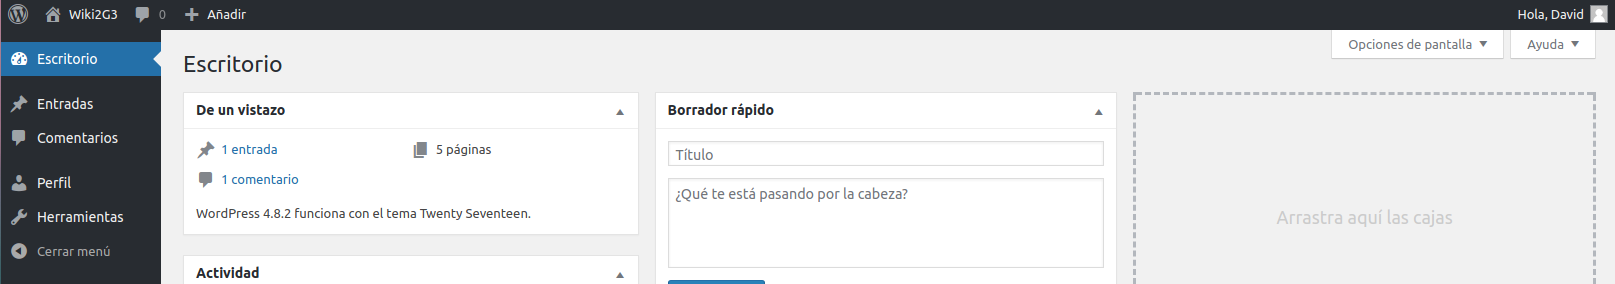 Wiki2G3 0 Añadir Hola, David
Opciones de pantalla Ayuda
Escritorio
Entradas
Comentarios
Perfil
Herramientas
Cerrar menú
Escritorio
De un vistazo
1 entrada 5 páginas
1 comentario
WordPress 4.8.2 funciona con el tema Twenty Seventeen.
Actividad
Borrador rápido
Título
¿Qué te está pasando por la cabeza?
Arrastra aquí las cajas